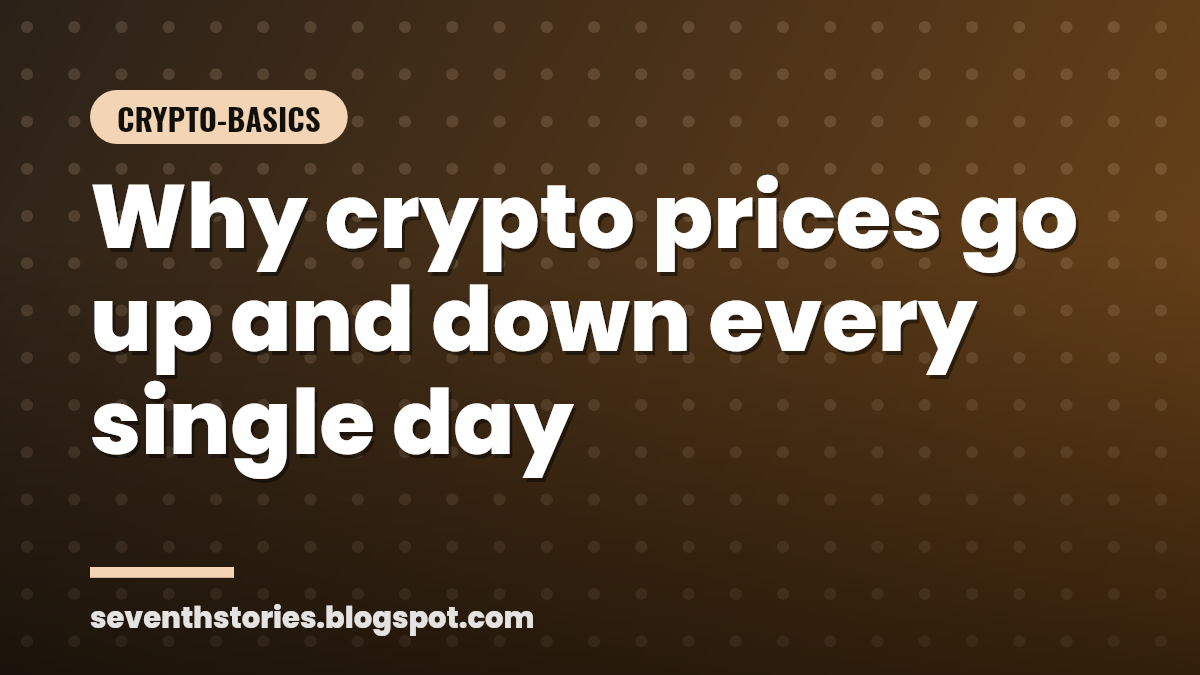 CRYPTO-BASICS
Why crypto prices go
up and down every
single day
seventhstories.blogspot.com